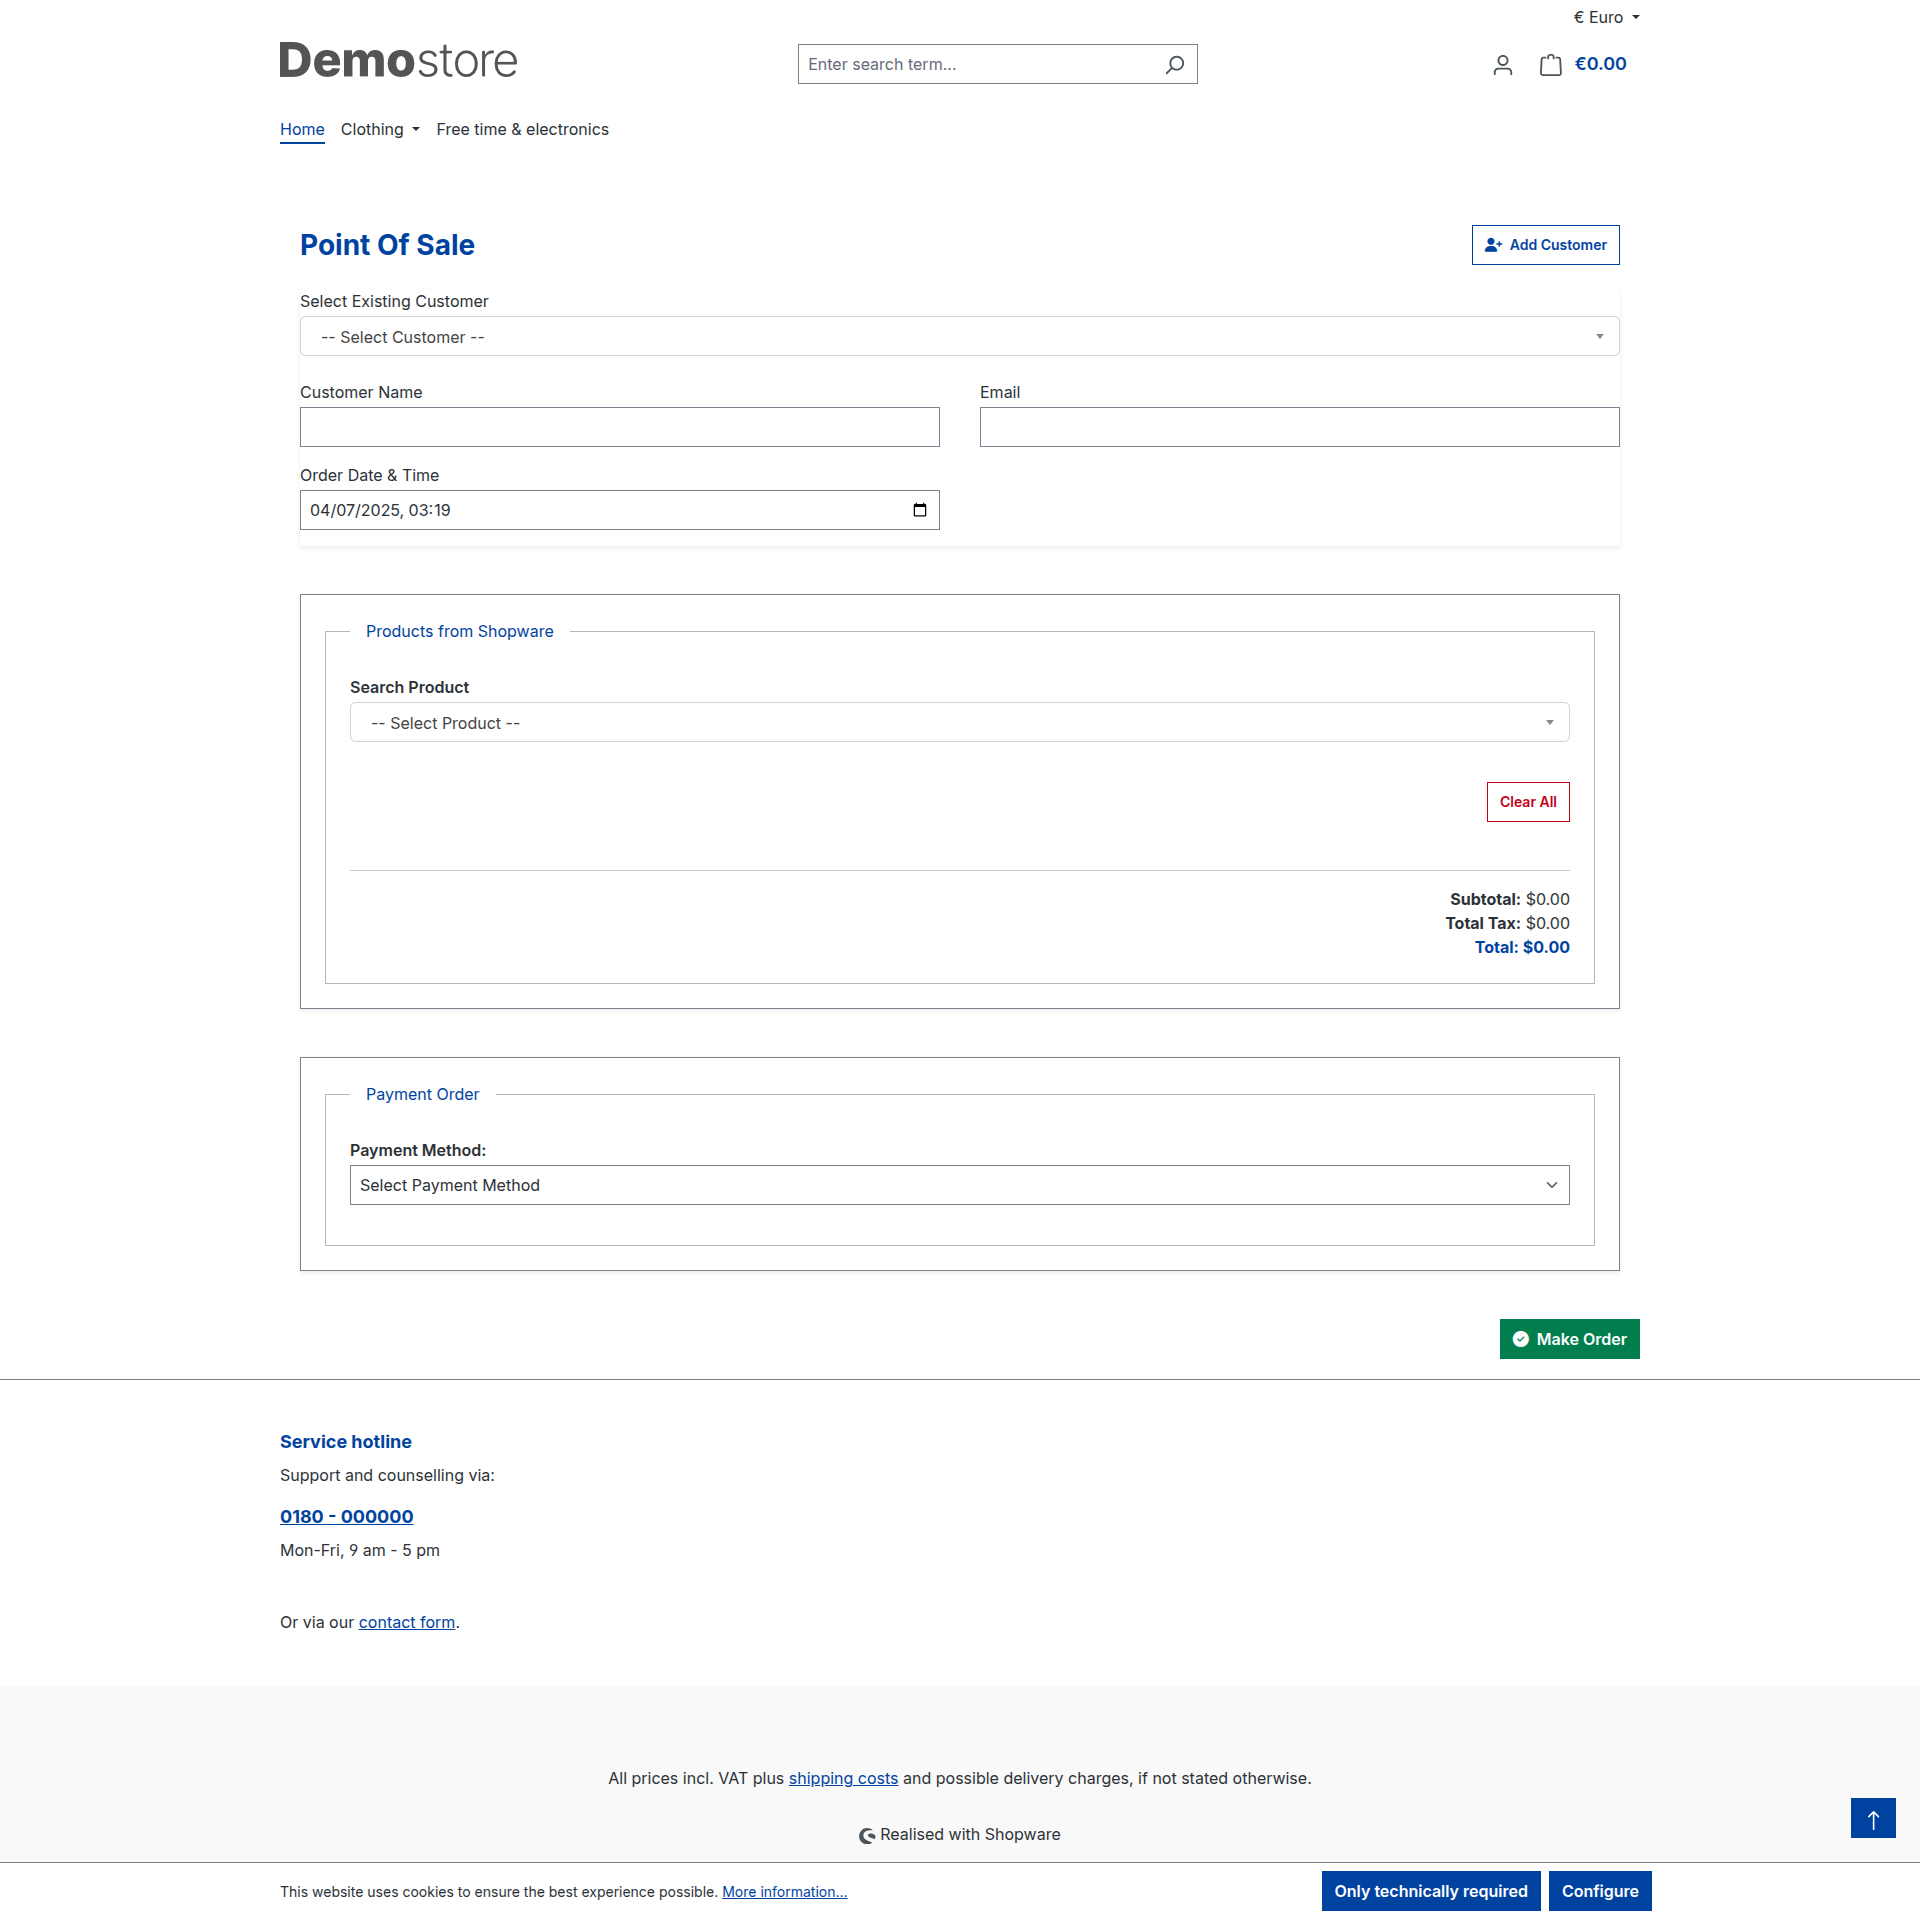 € Euro
Demostore
Enter search term...
€0.00
Home Clothing Free time & electronics
Point Of Sale
Add Customer
Select Existing Customer
-- Select Customer --
Customer Name
Email
Order Date & Time
04/07/2025, 03:19
Products from Shopware
Search Product
-- Select Product --
Clear All
Subtotal: $0.00
Total Tax: $0.00
Total: $0.00
Payment Order
Payment Method:
Select Payment Method
Make Order
Service hotline
Support and counselling via:
0180 - 000000
Mon-Fri, 9 am - 5 pm
Or via our contact form.
All prices incl. VAT plus shipping costs and possible delivery charges, if not stated otherwise.
Realised with Shopware
This website uses cookies to ensure the best experience possible. More information...
Only technically required
Configure